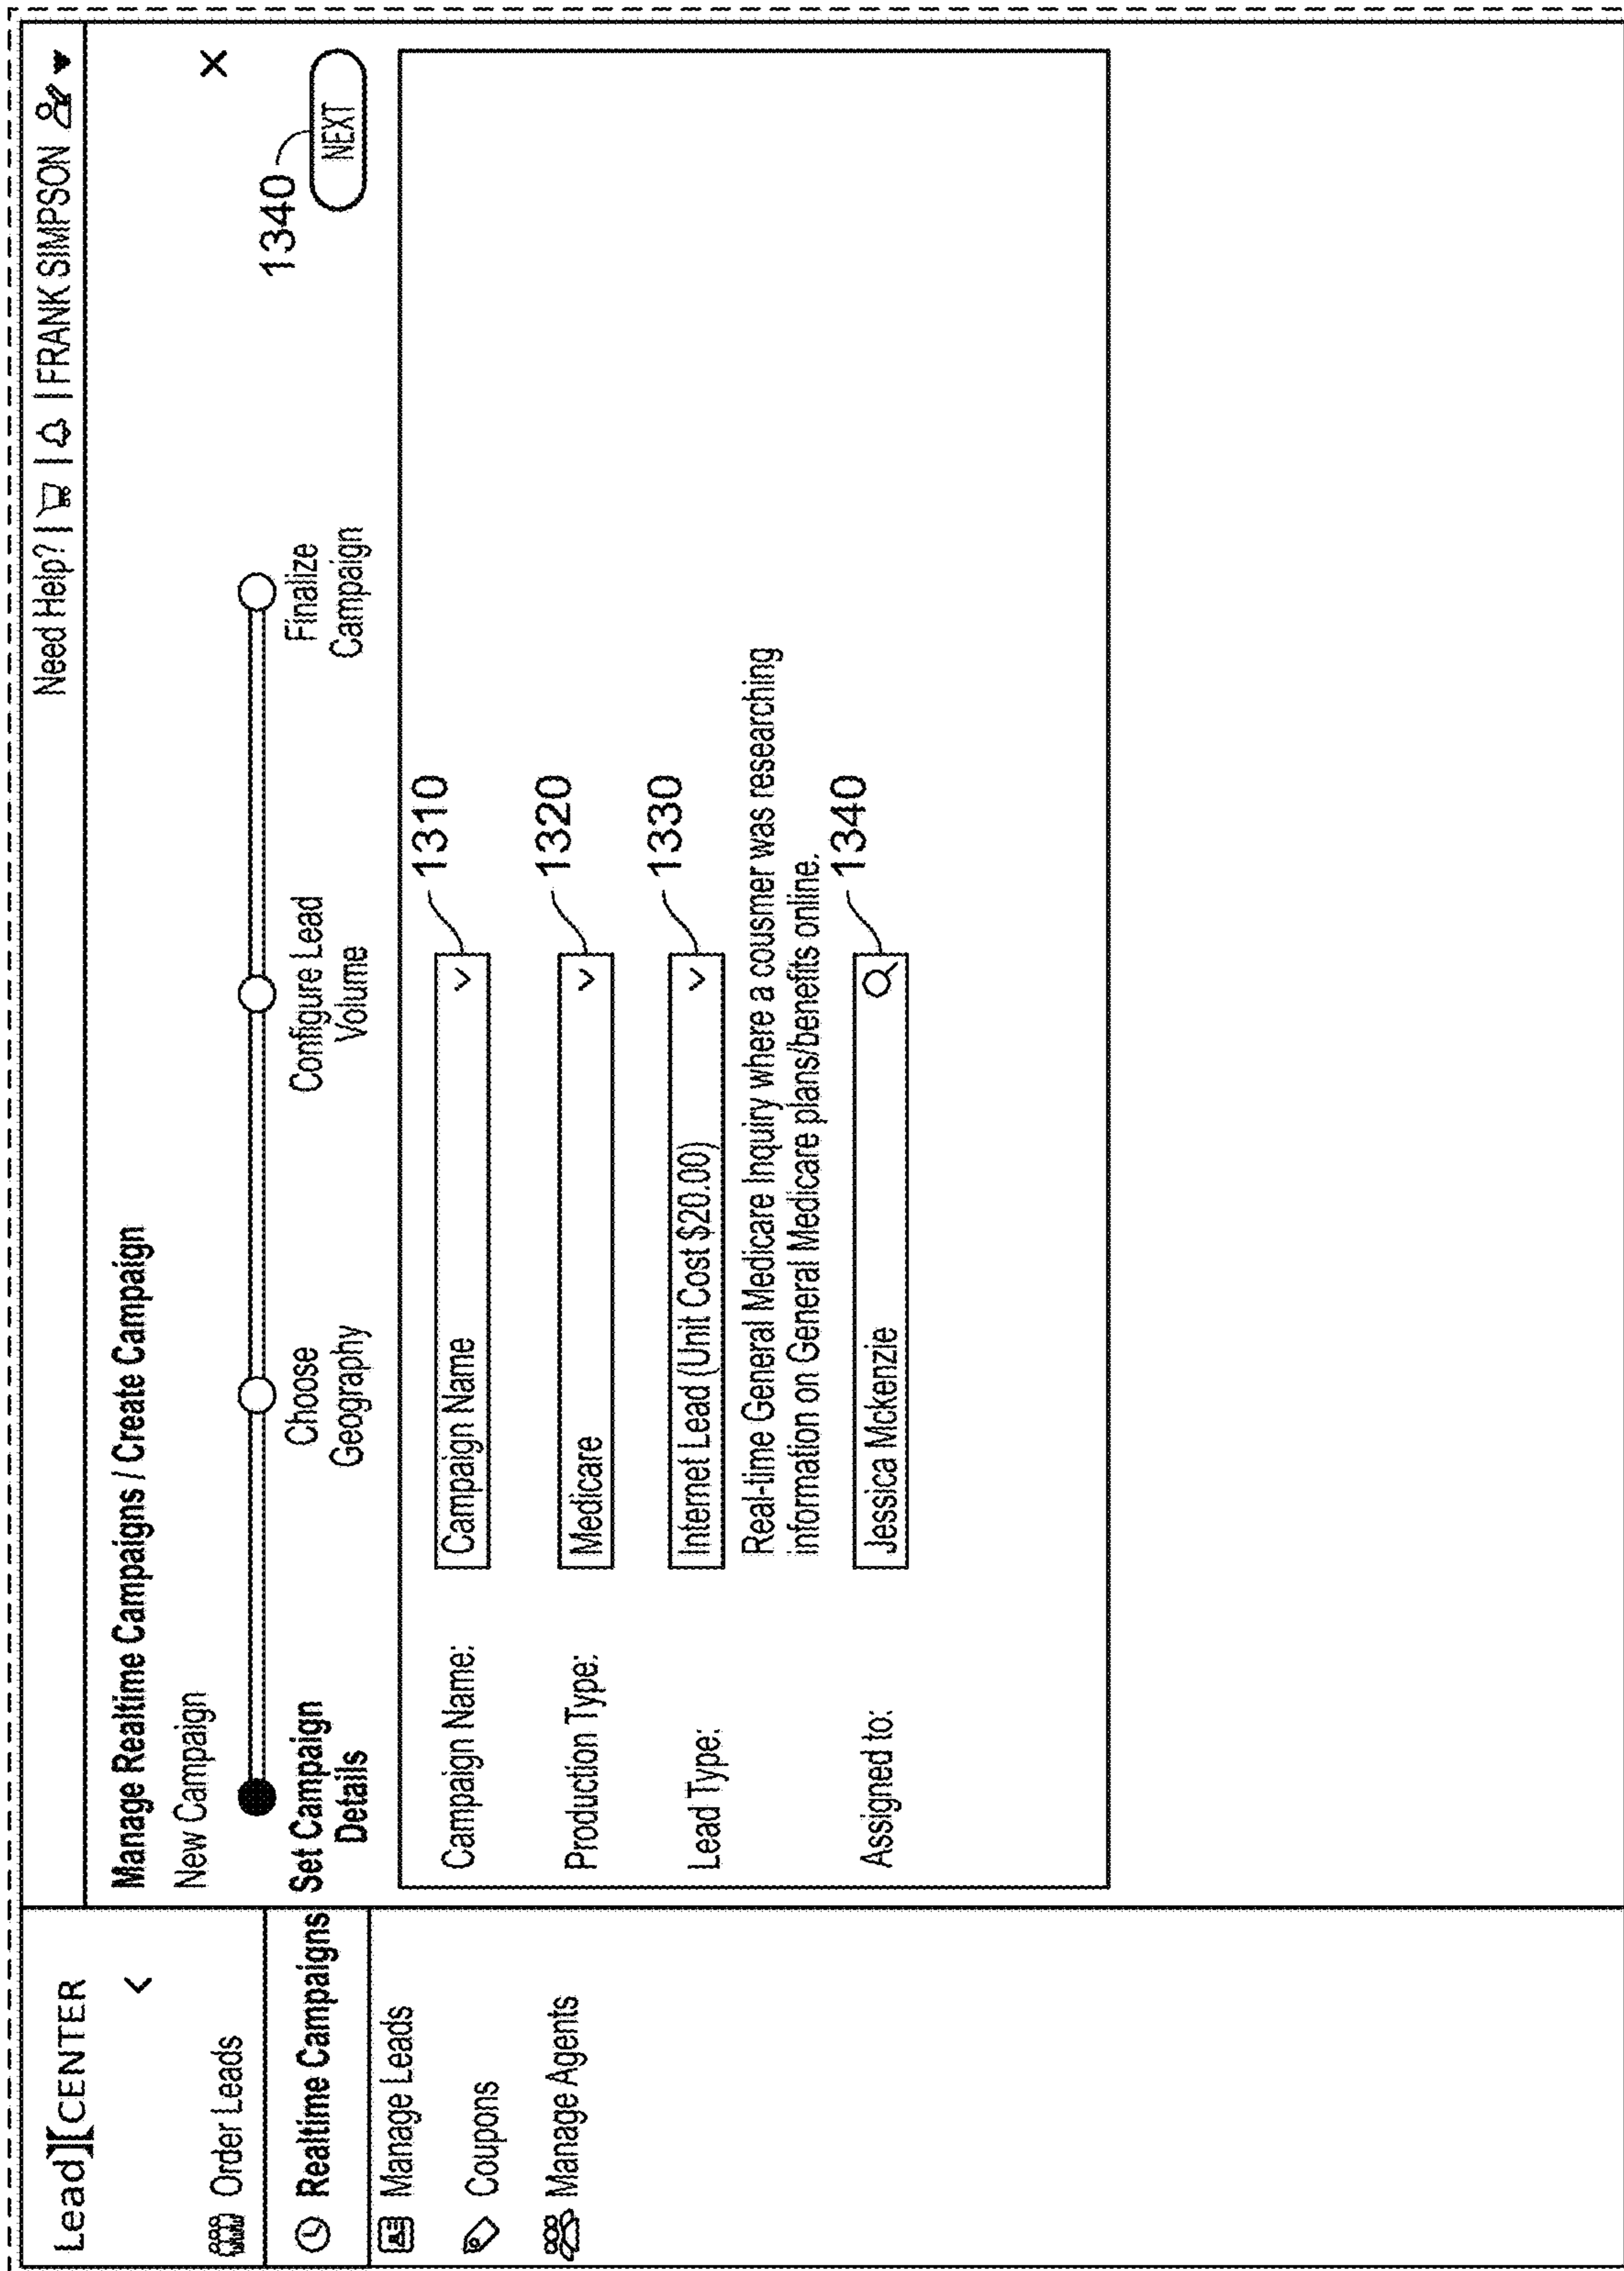 Lead][CENTER
Need Help? | | | FRANK SIMPSON
Order Leads
Realtime Campaigns
Manage Leads
Coupons
Manage Agents
Manage Realtime Campaigns / Create Campaign
New Campaign
Set Campaign
Details
Choose
Geography
Configure Lead
Volume
Finalize
Campaign
1340
NEXT
Campaign Name:
Campaign Name
1310
Production Type:
Medicare
1320
Lead Type:
Internet Lead (Unit Cost $20.00)
1330
Real-time General Medicare Inquiry where a cousmer was researching
information on General Medicare plans/benefits online.
Assigned to:
Jessica Mckenzie
1340